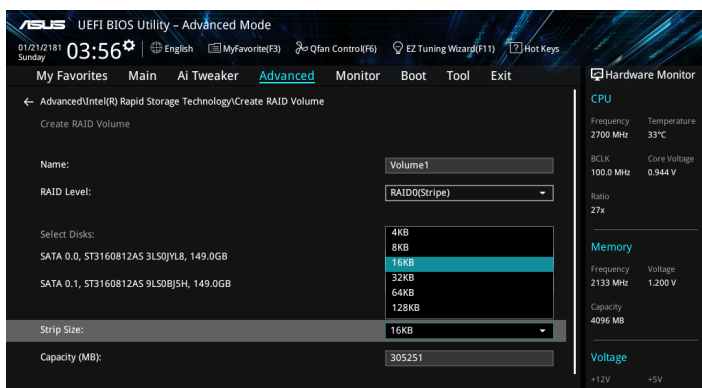 ASUS UEFI BIOS Utility – Advanced Mode
01/21/2181 Sunday 03:56 English MyFavorite(F3) Qfan Control(F6) EZ Tuning Wizard(F11) ? Hot Keys
My Favorites Main Ai Tweaker Advanced Monitor Boot Tool Exit
← Advanced\Intel(R) Rapid Storage Technology\Create RAID Volume
Create RAID Volume
Name: Volume1
RAID Level: RAID0(Stripe)
Select Disks:
SATA 0.0, ST3160812AS 3LS0JYL8, 149.0GB
SATA 0.1, ST3160812AS 9LS0BJ5H, 149.0GB
4KB
8KB
16KB
32KB
64KB
128KB
Strip Size: 16KB
Capacity (MB): 305251
Hardware Monitor
CPU
Frequency Temperature
2700 MHz 33°C
BCLK Core Voltage
100.0 MHz 0.944 V
Ratio
27x
Memory
Frequency Voltage
2133 MHz 1.200 V
Capacity
4096 MB
Voltage
+12V +5V